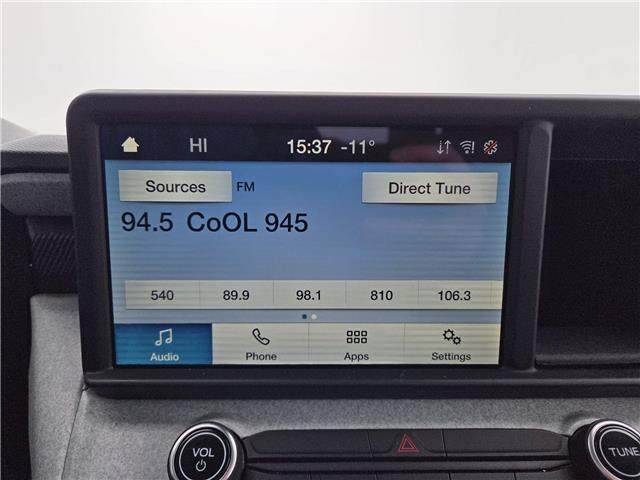 HI 15:37 -11°
Sources FM Direct Tune
94.5 CoOL 945
540 89.9 98.1 810 106.3
Audio Phone Apps Settings
VOL TUNE